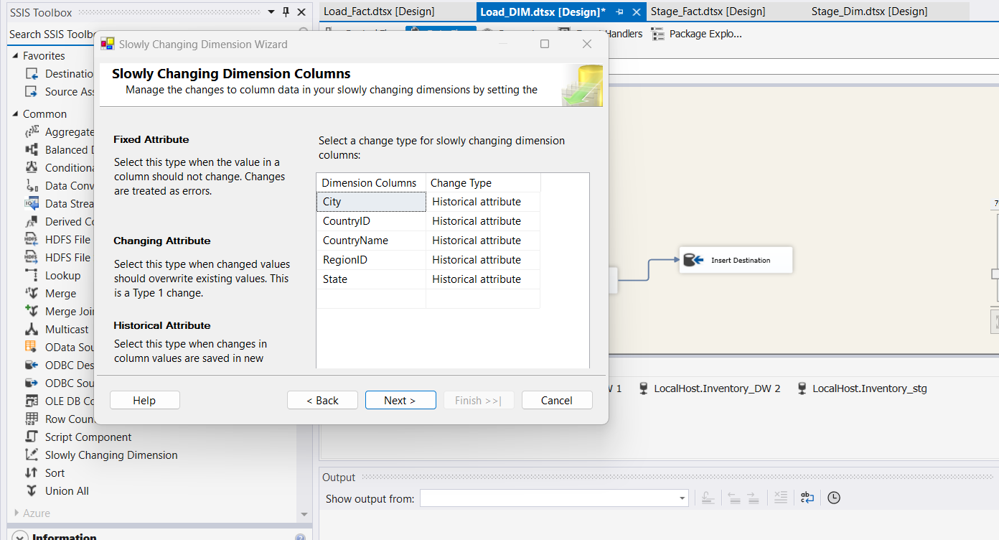 SSIS Toolbox
Search SSIS Toolbo
Favorites
Destinatio
Source Ass
Common
Aggregate
Balanced D
Conditiona
Data Conv
Data Strea
Derived Co
HDFS File
HDFS File
Lookup
Merge
Merge Join
Multicast
OData Sou
ODBC Des
ODBC Sou
OLE DB Co
Row Coun
Script Component
Slowly Changing Dimension
Sort
Union All
Azure
Information
Load_Fact.dtsx [Design]
Load_DIM.dtsx [Design]*
Stage_Fact.dtsx [Design]
Stage_Dim.dtsx [Design]
Handlers
Package Explo...
Slowly Changing Dimension Wizard
Slowly Changing Dimension Columns
Manage the changes to column data in your slowly changing dimensions by setting the
Fixed Attribute
Select this type when the value in a
column should not change. Changes
are treated as errors.
Changing Attribute
Select this type when changed values
should overwrite existing values. This
is a Type 1 change.
Historical Attribute
Select this type when changes in
column values are saved in new
Select a change type for slowly changing dimension
columns:
Dimension Columns Change Type
City Historical attribute
CountryID Historical attribute
CountryName Historical attribute
RegionID Historical attribute
State Historical attribute
Help
< Back
Next >
Finish >>|
Cancel
Insert Destination
7
W 1
LocalHost.Inventory_DW 2
LocalHost.Inventory_stg
Output
Show output from: